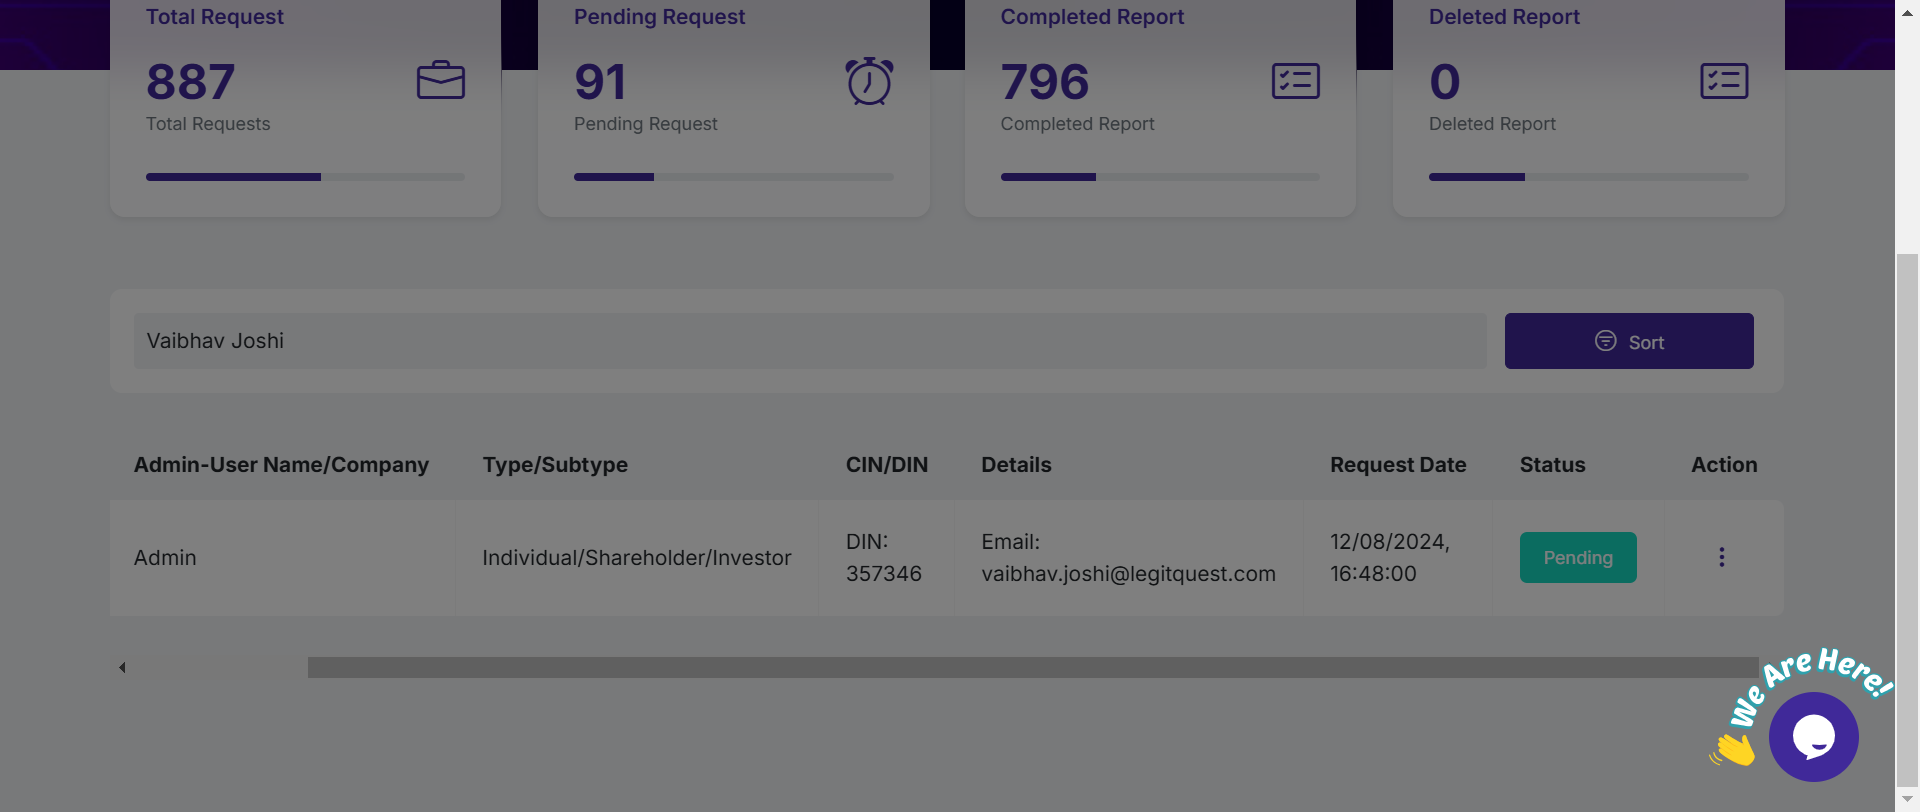 Total Request
887
Total Requests
Pending Request
91
Pending Request
Completed Report
796
Completed Report
Deleted Report
0
Deleted Report
Vaibhav Joshi
Sort
Admin-User Name/Company Type/Subtype CIN/DIN Details Request Date Status Action
Admin
Individual/Shareholder/Investor
DIN:
357346
Email:
vaibhav.joshi@legitquest.com
12/08/2024,
16:48:00
Pending
We Are Here!